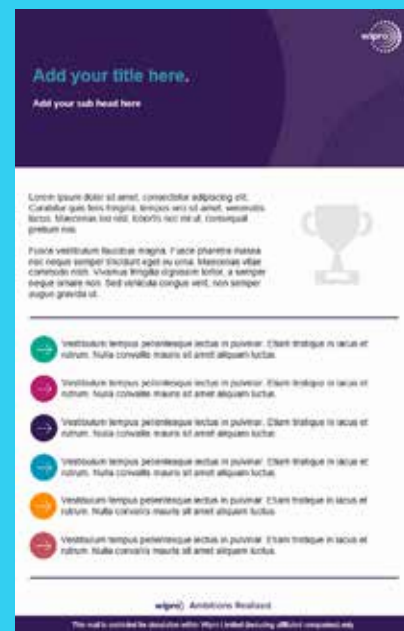 wipro
Add your title here.
Add your sub head here
Lorem ipsum dolor sit amet, consectetur adipiscing elit.
Curabitur quis felis fringilla, tempus orci sit amet, venenatis
lacus. Maecenas leo nisl, lobortis nec mi ut, consequat
pretium nisi.
Fusce vestibulum faucibus magna. Fusce pharetra massa
nec neque semper tincidunt eget eu urna. Maecenas vitae
commodo nibh. Vivamus fringilla dignissim tortor, a semper
neque ornare non. Sed vehicula congue velit, non semper
augue gravida ut.
Vestibulum tempus pellentesque lectus in pulvinar. Etiam tristique in lacus et
rutrum. Nulla convallis mauris sit amet aliquam luctus.
Vestibulum tempus pellentesque lectus in pulvinar. Etiam tristique in lacus et
rutrum. Nulla convallis mauris sit amet aliquam luctus.
Vestibulum tempus pellentesque lectus in pulvinar. Etiam tristique in lacus et
rutrum. Nulla convallis mauris sit amet aliquam luctus.
Vestibulum tempus pellentesque lectus in pulvinar. Etiam tristique in lacus et
rutrum. Nulla convallis mauris sit amet aliquam luctus.
Vestibulum tempus pellentesque lectus in pulvinar. Etiam tristique in lacus et
rutrum. Nulla convallis mauris sit amet aliquam luctus.
Vestibulum tempus pellentesque lectus in pulvinar. Etiam tristique in lacus et
rutrum. Nulla convallis mauris sit amet aliquam luctus.
wipro Ambitions Realized.
This mail is intended for circulation within Wipro Limited (including affiliated companies) only